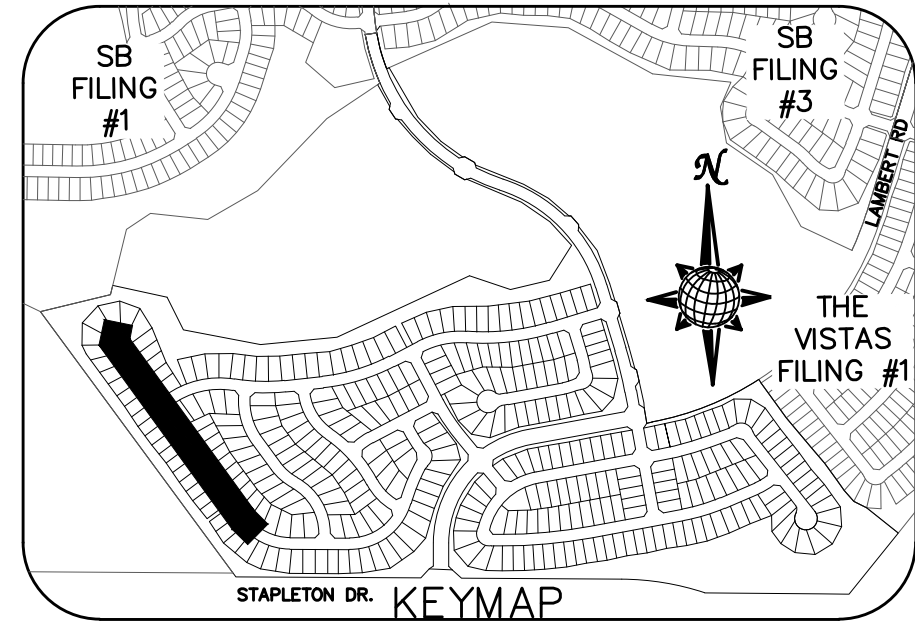 SB
FILING
#1
SB
FILING
#3
LAMBERT RD
N
THE
VISTAS
FILING #1
STAPLETON DR.
KEYMAP